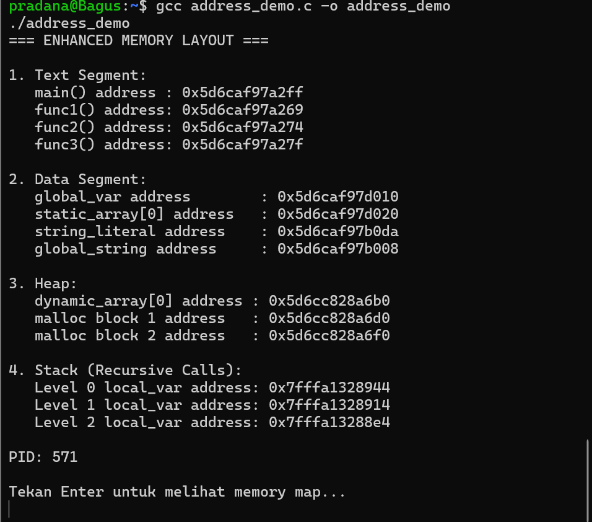 pradana@Bagus:~$ gcc address_demo.c -o address_demo
./address_demo
=== ENHANCED MEMORY LAYOUT ===
1. Text Segment:
main() address : 0x5d6caf97a2ff
func1() address: 0x5d6caf97a269
func2() address: 0x5d6caf97a274
func3() address: 0x5d6caf97a27f
2. Data Segment:
global_var address : 0x5d6caf97d010
static_array[0] address : 0x5d6caf97d020
string_literal address : 0x5d6caf97b0da
global_string address : 0x5d6caf97b008
3. Heap:
dynamic_array[0] address : 0x5d6cc828a6b0
malloc block 1 address : 0x5d6cc828a6d0
malloc block 2 address : 0x5d6cc828a6f0
4. Stack (Recursive Calls):
Level 0 local_var address: 0x7fffa1328944
Level 1 local_var address: 0x7fffa1328914
Level 2 local_var address: 0x7fffa13288e4
PID: 571
Tekan Enter untuk melihat memory map...